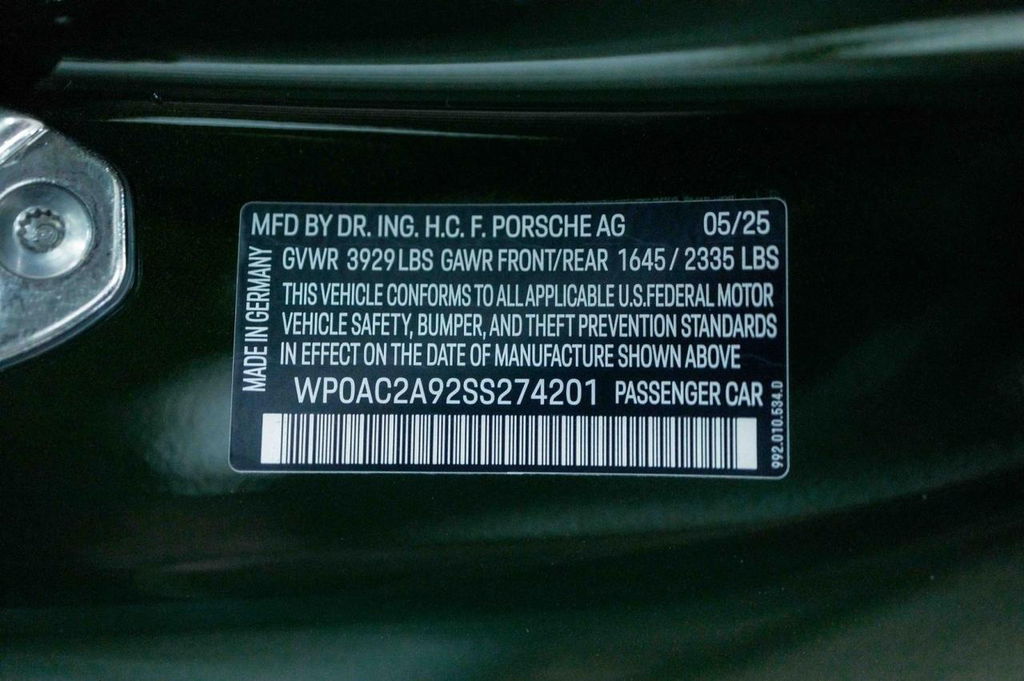 MFD BY DR. ING. H.C. F. PORSCHE AG 05/25
GVWR 3929 LBS GAWR FRONT/REAR 1645 / 2335 LBS
THIS VEHICLE CONFORMS TO ALL APPLICABLE U.S. FEDERAL MOTOR
VEHICLE SAFETY, BUMPER, AND THEFT PREVENTION STANDARDS
IN EFFECT ON THE DATE OF MANUFACTURE SHOWN ABOVE
WP0AC2A92SS274201 PASSENGER CAR
MADE IN GERMANY
992.010.534.0